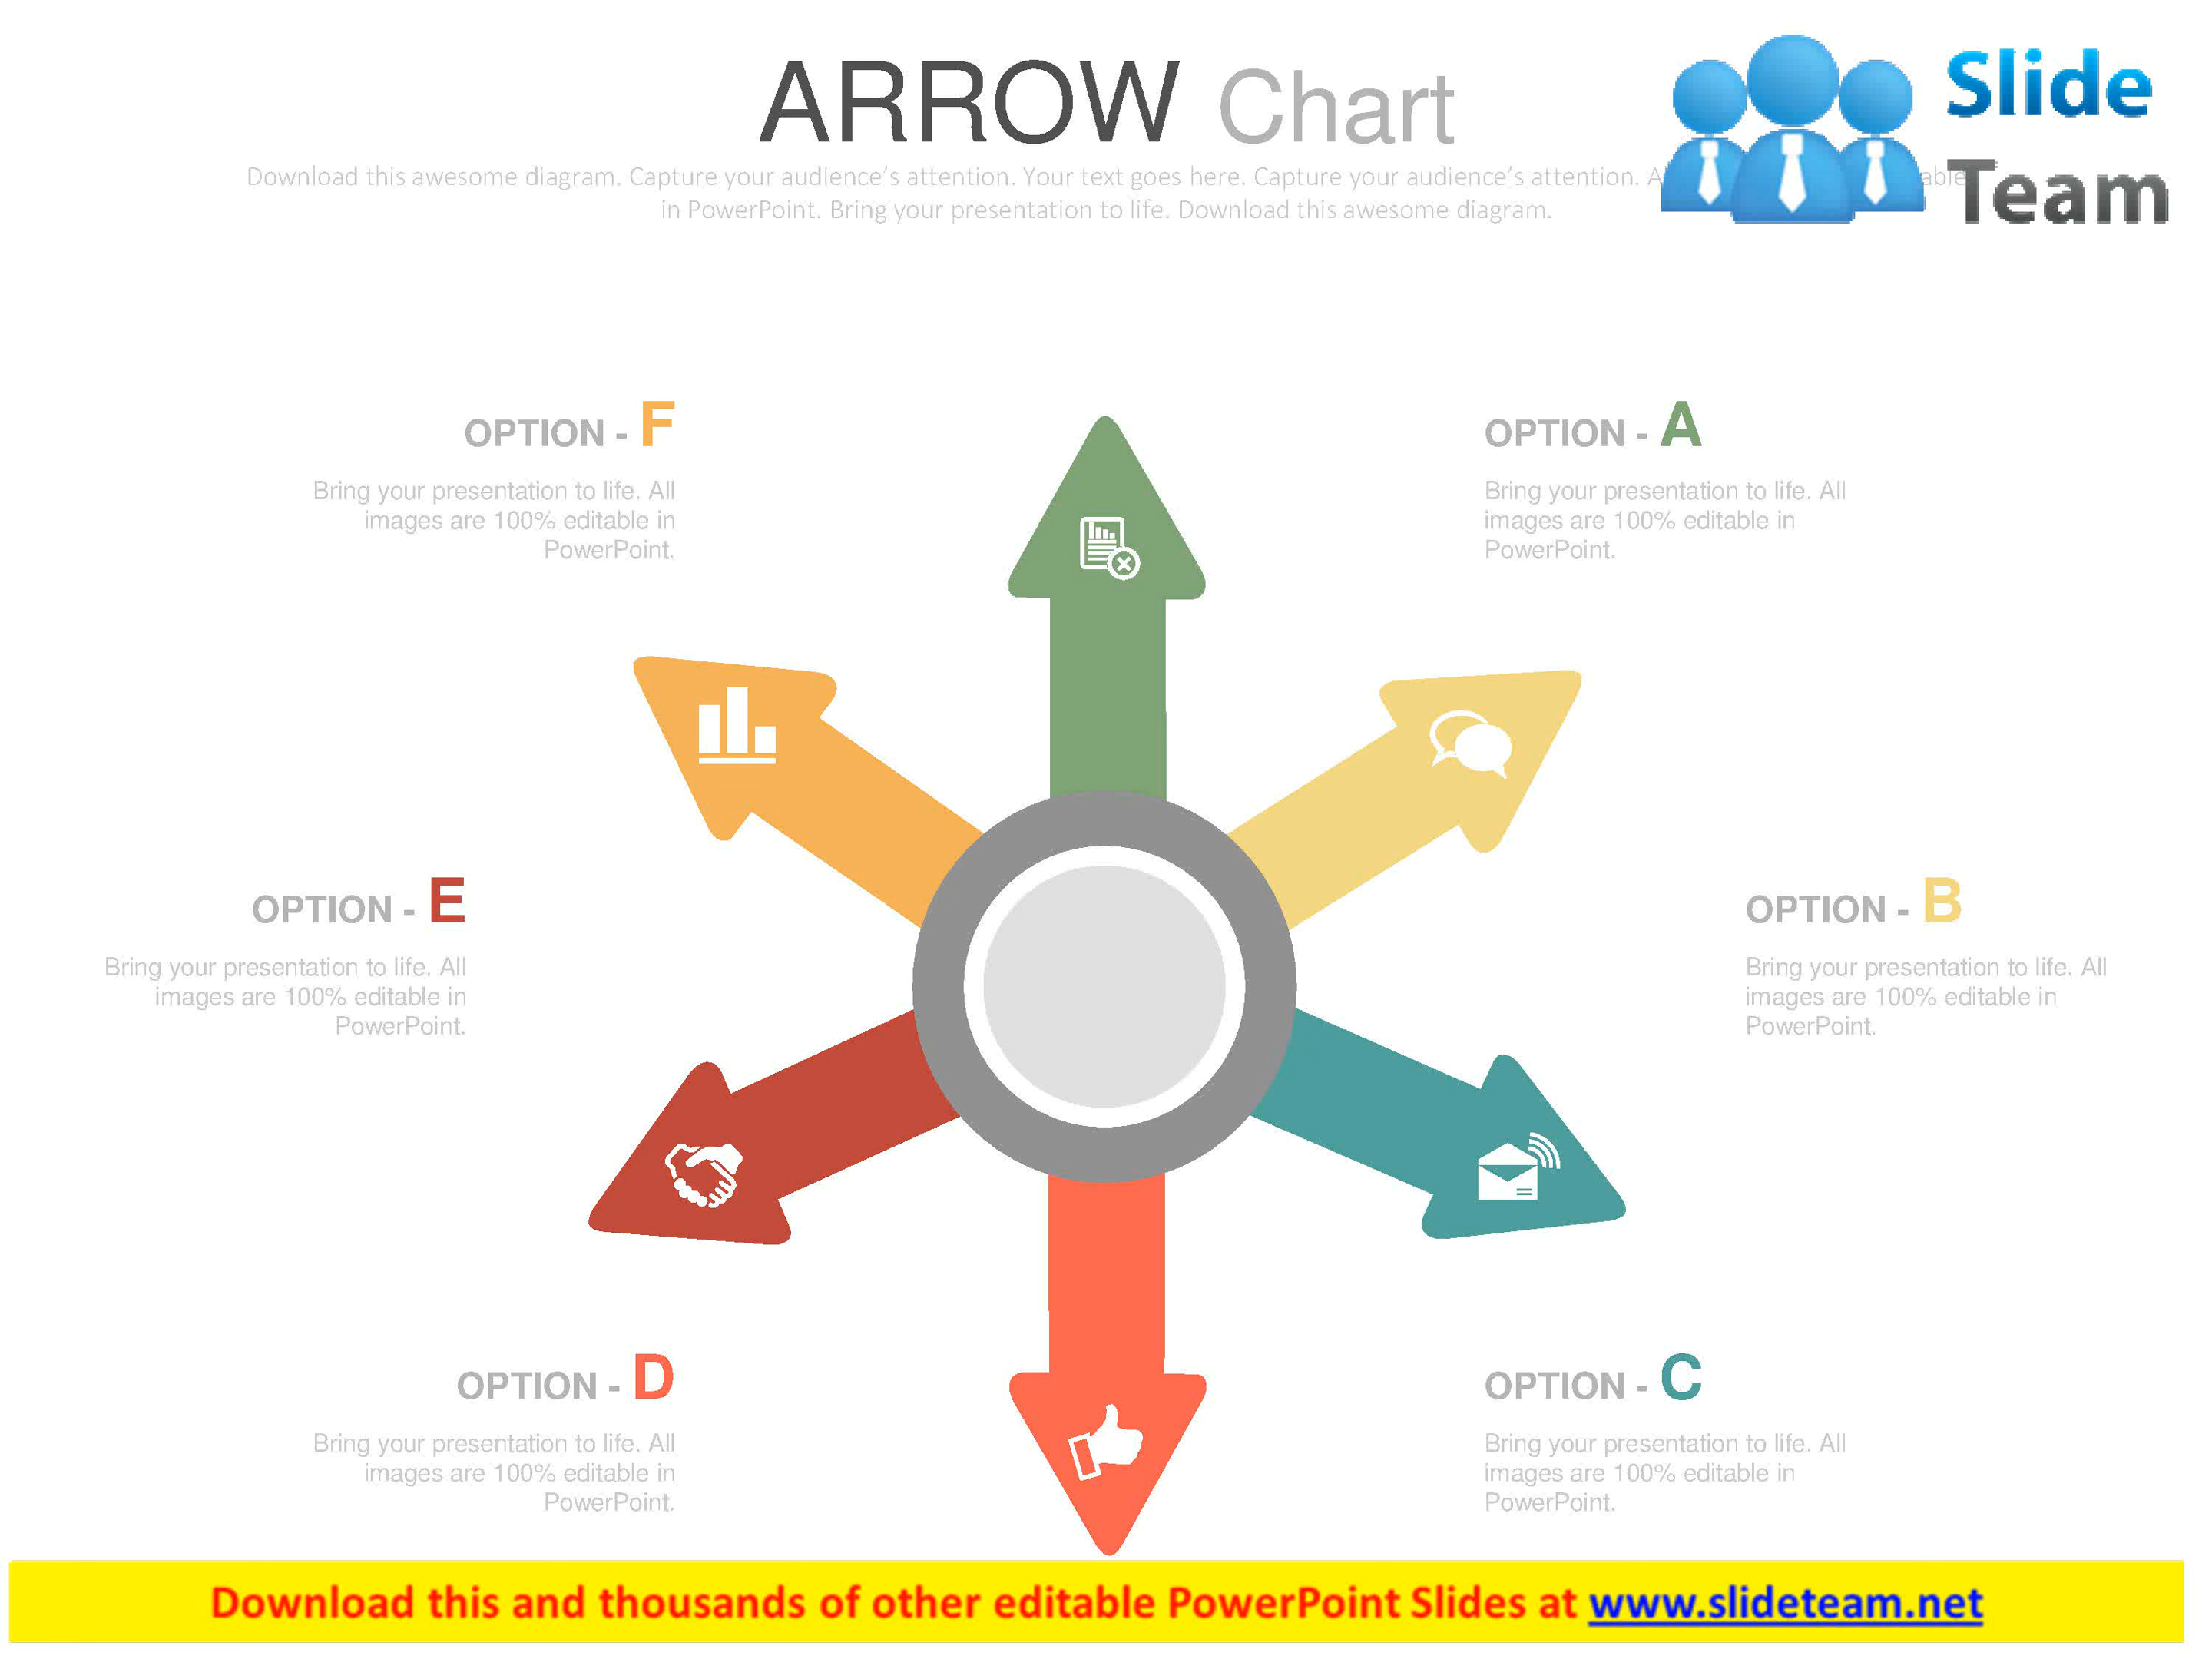 ARROW Chart
Slide
Team
Download this awesome diagram. Capture your audience's attention. Your text goes here. Capture your audience's attention. A
able
in PowerPoint. Bring your presentation to life. Download this awesome diagram.
OPTION - F
Bring your presentation to life. All
images are 100% editable in
PowerPoint.
OPTION - A
Bring your presentation to life. All
images are 100% editable in
PowerPoint.
OPTION - E
Bring your presentation to life. All
images are 100% editable in
PowerPoint.
OPTION - B
Bring your presentation to life. All
images are 100% editable in
PowerPoint.
OPTION - D
Bring your presentation to life. All
images are 100% editable in
PowerPoint.
OPTION - C
Bring your presentation to life. All
images are 100% editable in
PowerPoint.
Download this and thousands of other editable PowerPoint Slides at www.slideteam.net